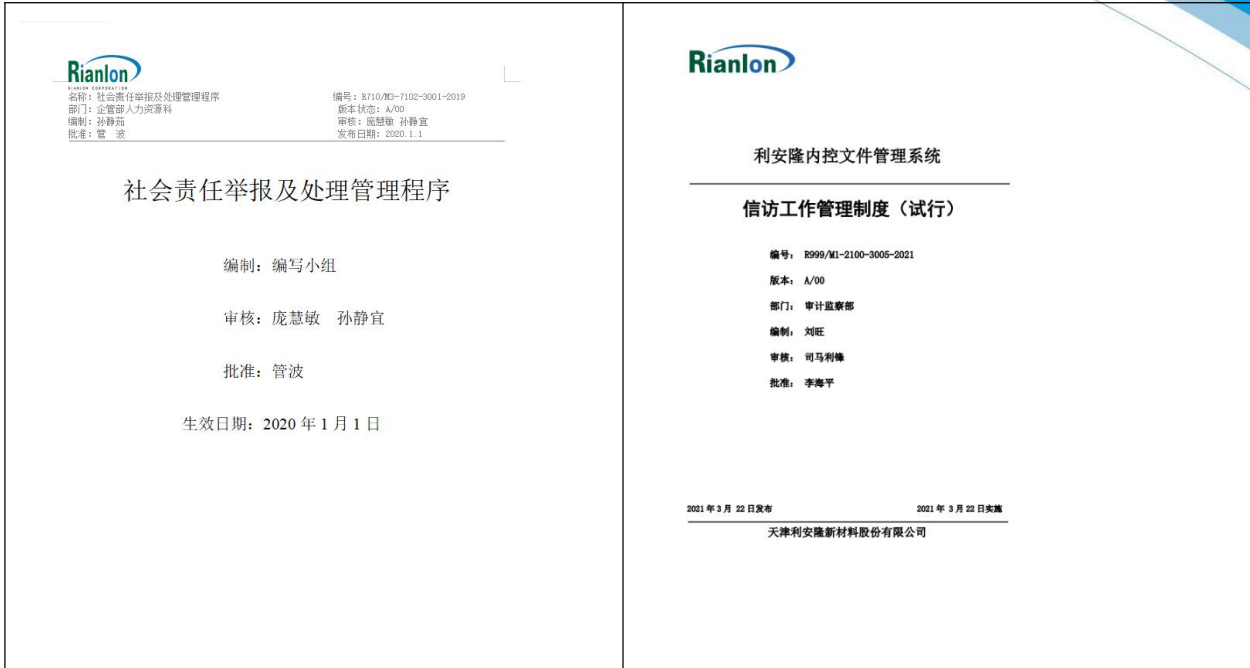 Rianlon
RIANLON CORPORATION
名称：社会责任举报及处理管理程序
编号：R710/M3-7102-3001-2019
部门：企管部人力资源科
版本状态：A/00
编制：孙静茹
审核：庞慧敏 孙静宜
批准：管 波
发布日期：2020.1.1
社会责任举报及处理管理程序
编制：编写小组
审核：庞慧敏 孙静宜
批准：管波
生效日期：2020 年 1 月 1 日
Rianlon
利安隆内控文件管理系统
信访工作管理制度（试行）
编号： R999/M1-2100-3005-2021
版本： A/00
部门： 审计监察部
编制： 刘旺
审核： 司马利锋
批准： 李海平
2021 年 3 月 22 日发布
2021 年 3 月 22 日实施
天津利安隆新材料股份有限公司